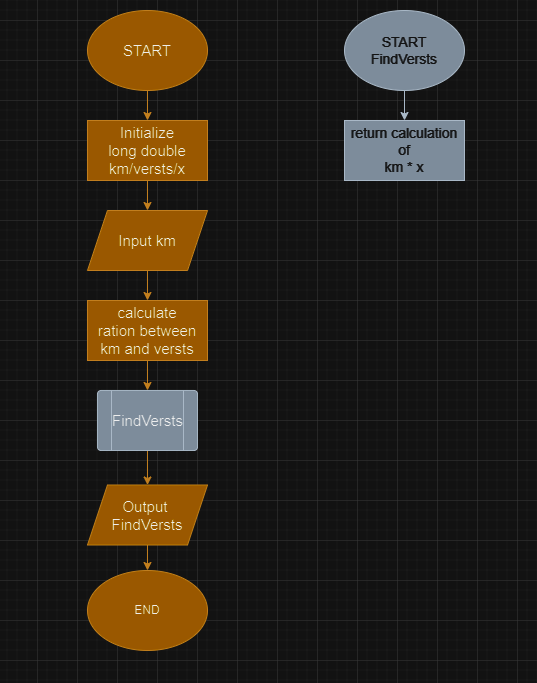 START
Initialize
long double
km/versts/x
Input km
calculate
ration between
km and versts
FindVersts
Output
FindVersts
END
START
FindVersts
return calculation
of
km * x